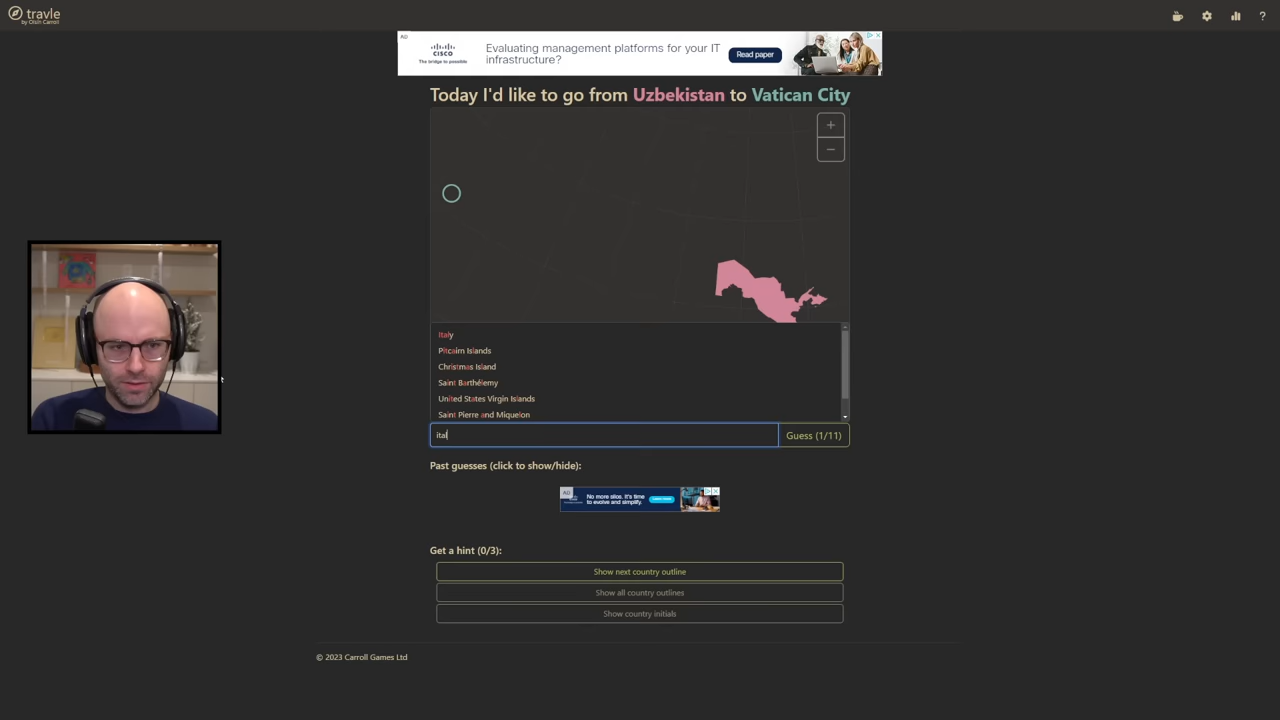 travle
by Oisín Carroll
AD
CISCO
The bridge to possible
Evaluating management platforms for your IT
infrastructure?
Read paper
Today I'd like to go from Uzbekistan to Vatican City
+
−
Italy
Pitcairn Islands
Christmas Island
Saint Barthélemy
United States Virgin Islands
Saint Pierre and Miquelon
ital
Guess (1/11)
Past guesses (click to show/hide):
AD
No more silos. It's time
to evolve and simplify.
Get a hint (0/3):
Show next country outline
Show all country outlines
Show country initials
© 2023 Carroll Games Ltd